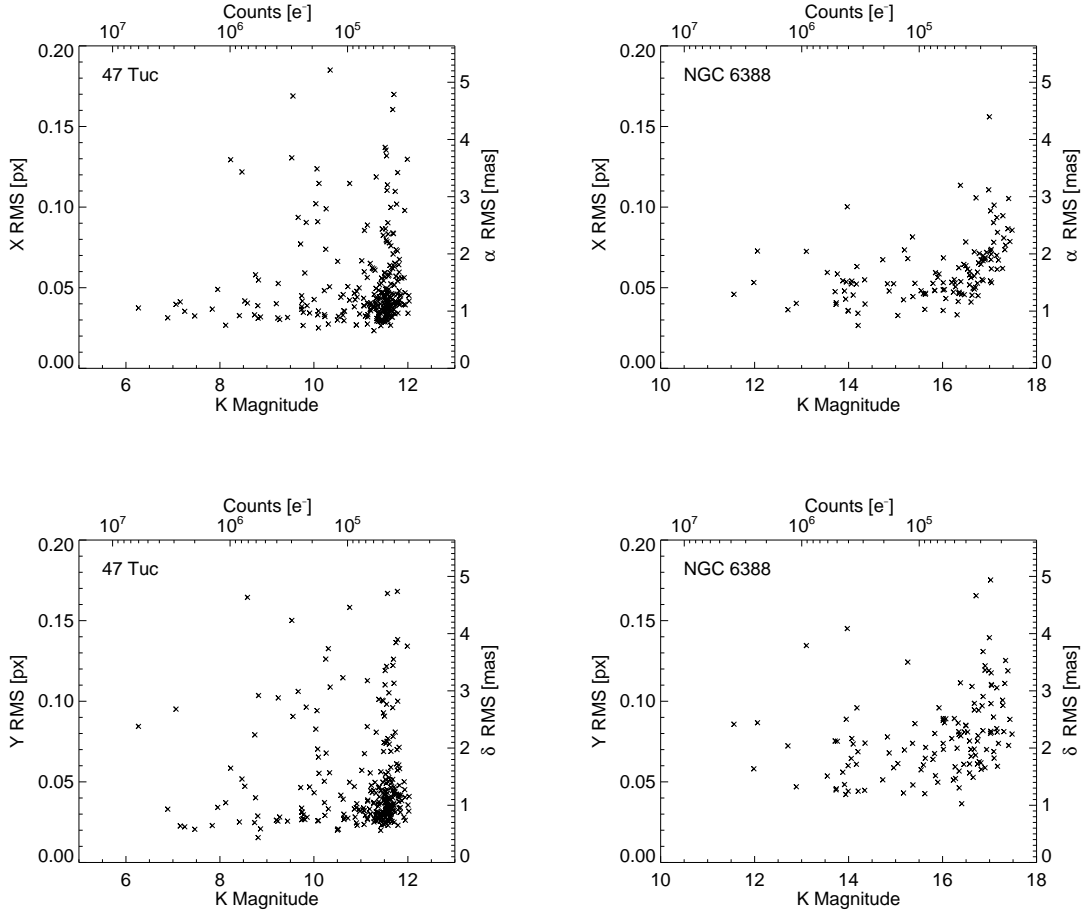 Counts [e⁻]
10⁷ 10⁶ 10⁵
47 Tuc
0.20
0.15
0.10
0.05
0.00
X RMS [px]
5
4
3
2
1
0
α RMS [mas]
6 8 10 12
K Magnitude
Counts [e⁻]
10⁷ 10⁶ 10⁵
NGC 6388
0.20
0.15
0.10
0.05
0.00
X RMS [px]
5
4
3
2
1
0
α RMS [mas]
10 12 14 16 18
K Magnitude
Counts [e⁻]
10⁷ 10⁶ 10⁵
47 Tuc
0.20
0.15
0.10
0.05
0.00
Y RMS [px]
5
4
3
2
1
0
δ RMS [mas]
6 8 10 12
K Magnitude
Counts [e⁻]
10⁷ 10⁶ 10⁵
NGC 6388
0.20
0.15
0.10
0.05
0.00
Y RMS [px]
5
4
3
2
1
0
δ RMS [mas]
10 12 14 16 18
K Magnitude